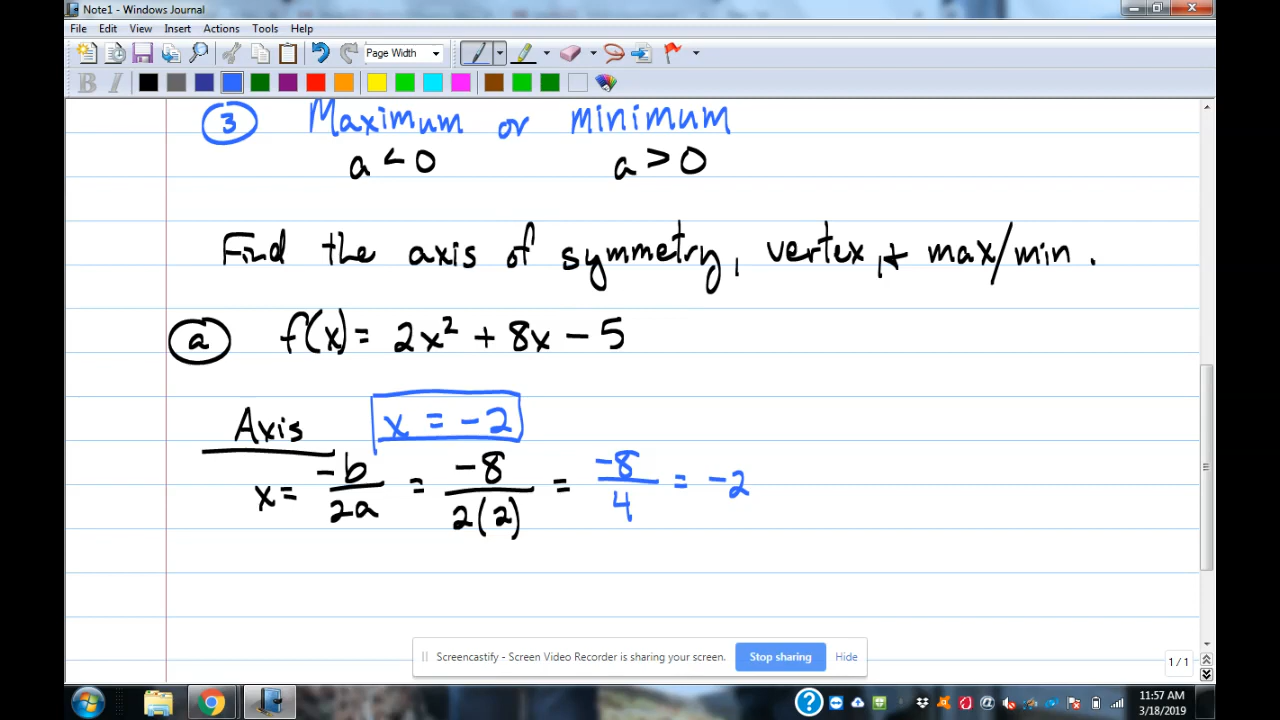 Note1 - Windows Journal
File Edit View Insert Actions Tools Help
Page Width
B I
3 Maximum or minimum
a < 0 a > 0
Find the axis of symmetry, vertex, + max/min.
a f(x) = 2x² + 8x - 5
Axis x = -2
x = -b/2a = -8/2(2) = -8/4 = -2
Screencastify - Screen Video Recorder is sharing your screen. Stop sharing Hide
1 / 1
11:57 AM
3/18/2019